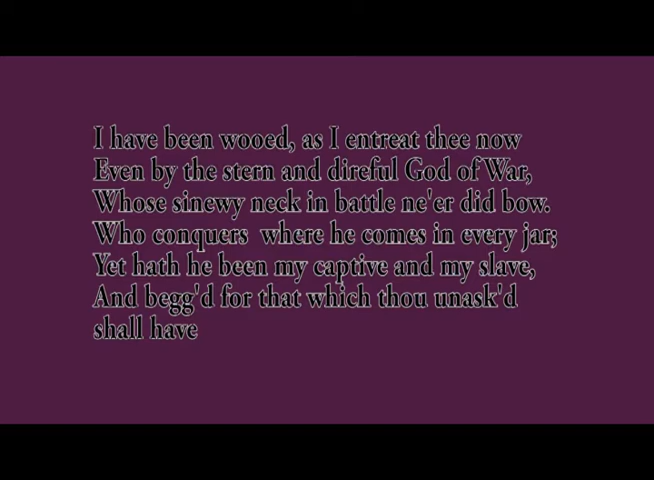 I have been wooed, as I entreat thee now
Even by the stern and direful God of War,
Whose sinewy neck in battle ne'er did bow.
Who conquers  where he comes in every jar;
Yet hath he been my captive and my slave,
And begg'd for that which thou unask'd
shall have